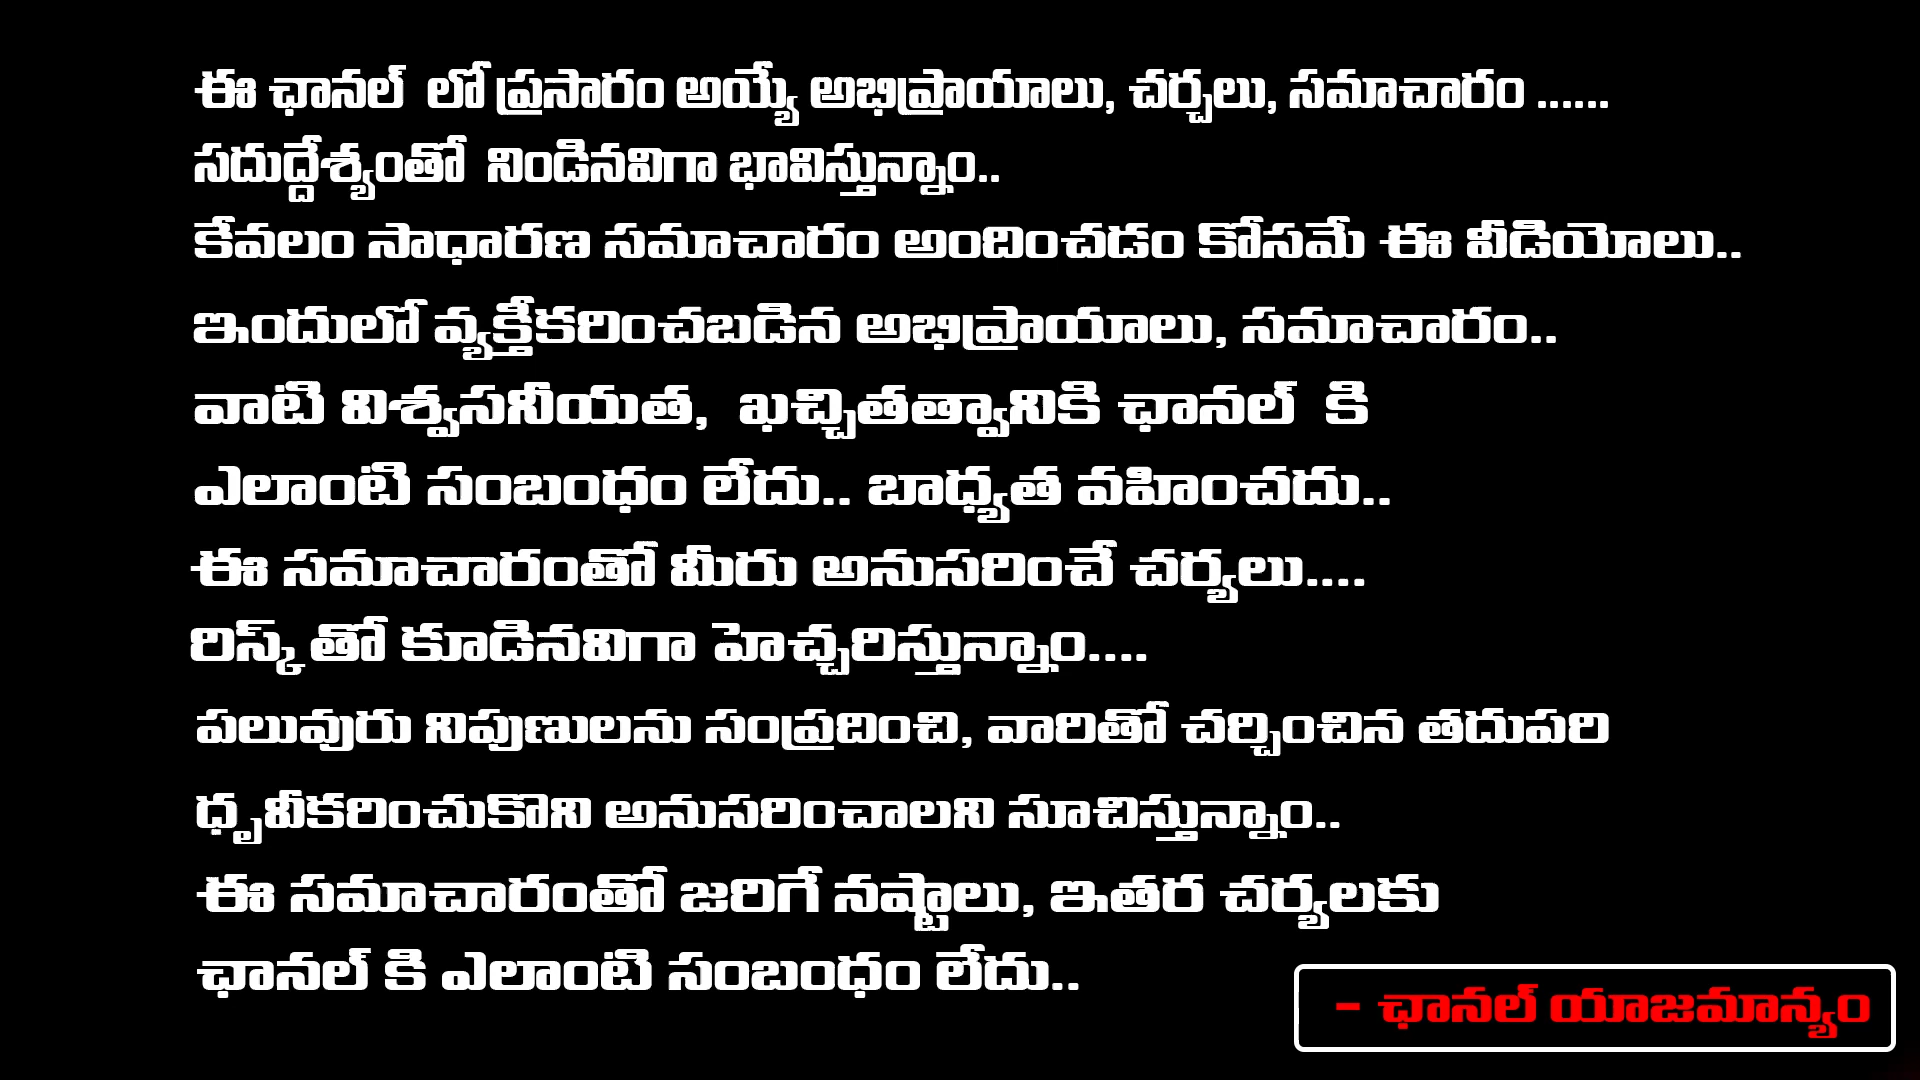 ఈ ఛానల్ లో ప్రసారం అయ్యే అభిప్రాయాలు, చర్చలు, సమాచారం ......
సదుద్దేశ్యంతో నిండినవిగా భావిస్తున్నాం..
కేవలం సాధారణ సమాచారం అందించడం కోసమే ఈ వీడియోలు..
ఇందులో వ్యక్తీకరించబడిన అభిప్రాయాలు, సమాచారం..
వాటి విశ్వసనీయత, ఖచ్చితత్వానికి ఛానల్ కి
ఎలాంటి సంబంధం లేదు.. బాధ్యత వహించదు..
ఈ సమాచారంతో మీరు అనుసరించే చర్యలు....
రిస్క్ తో కూడినవిగా హెచ్చరిస్తున్నాం....
పలువురు నిపుణులను సంప్రదించి, వారితో చర్చించిన తదుపరి
ధృవీకరించుకొని అనుసరించాలని సూచిస్తున్నాం..
ఈ సమాచారంతో జరిగే నష్టాలు, ఇతర చర్యలకు
ఛానల్ కి ఎలాంటి సంబంధం లేదు..
- ఛానల్ యాజమాన్యం